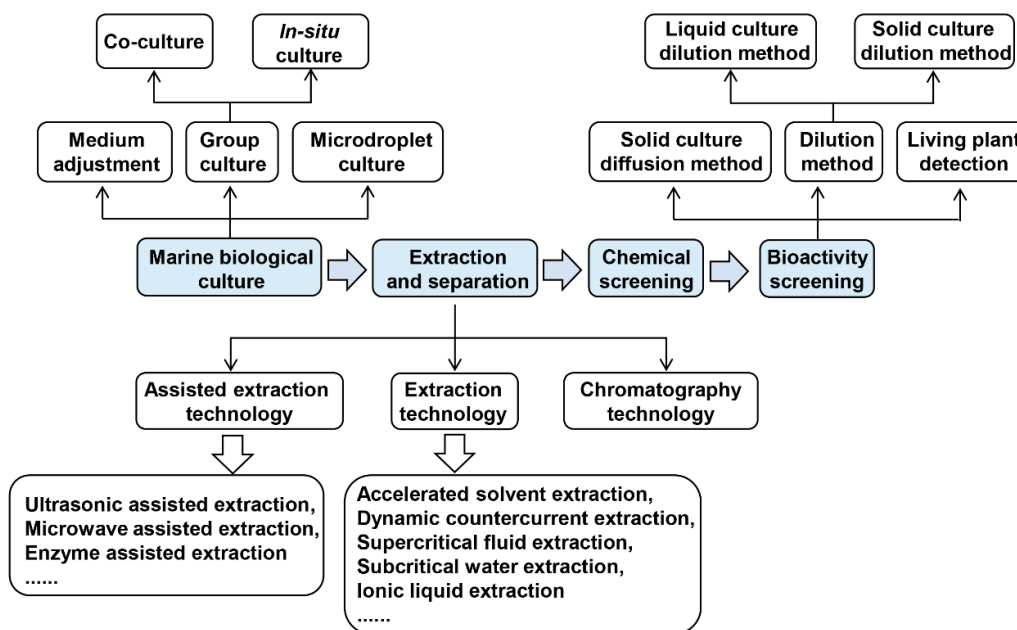 Co-culture
In-situ
culture
Liquid culture
dilution method
Solid culture
dilution method
Medium
adjustment
Group
culture
Microdroplet
culture
Solid culture
diffusion method
Dilution
method
Living plant
detection
Marine biological
culture
Extraction
and separation
Chemical
screening
Bioactivity
screening
Assisted extraction
technology
Extraction
technology
Chromatography
technology
Ultrasonic assisted extraction,
Microwave assisted extraction,
Enzyme assisted extraction
......
Accelerated solvent extraction,
Dynamic countercurrent extraction,
Supercritical fluid extraction,
Subcritical water extraction,
Ionic liquid extraction
......